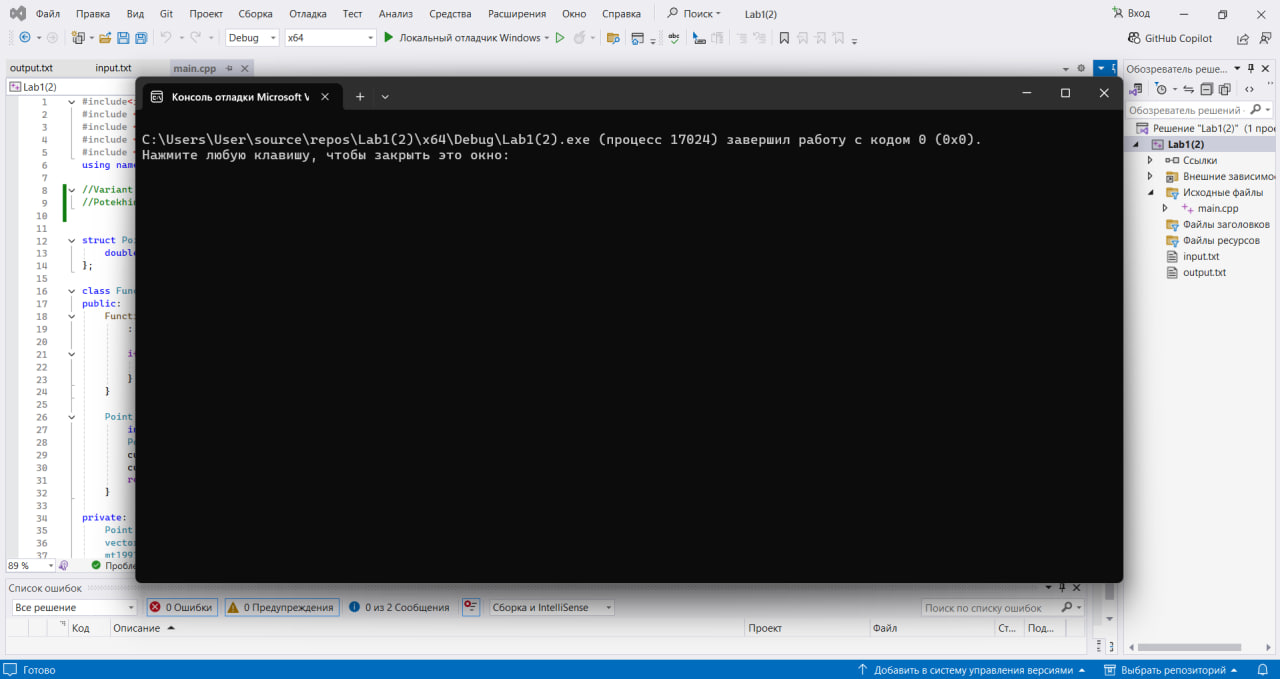 Файл Правка Вид Git Проект Сборка Отладка Тест Анализ Средства Расширения Окно Справка Поиск Lab1(2) Вход
Debug x64 Локальный отладчик Windows GitHub Copilot
output.txt input.txt main.cpp
Lab1(2)
1 #include<
2 #include <
3 #include <
4 #include <
5 #include <
6 using nam
7
8 //Variant
9 //Potekhi
10
11
12 struct Po
13 doubl
14 };
15
16 class Fun
17 public:
18 Funct
19 :
20
21 i
22
23 }
24 }
25
26 Point
27 in
28 P
29 c
30 c
31 r
32 }
33
34 private:
35 Point
36 vecto
37 mt199
89 % Пробле
Консоль отладки Microsoft V
C:\Users\User\source\repos\Lab1(2)\x64\Debug\Lab1(2).exe (процесс 17024) завершил работу с кодом 0 (0x0).
Нажмите любую клавишу, чтобы закрыть это окно:
Обозреватель реше...
Обозреватель решений
Решение "Lab1(2)" (1 прое
Lab1(2)
Ссылки
Внешние зависимос
Исходные файлы
main.cpp
Файлы заголовков
Файлы ресурсов
input.txt
output.txt
Список ошибок
Все решение 0 Ошибки 0 Предупреждения 0 из 2 Сообщения Сборка и IntelliSense Поиск по списку ошибок
Код Описание Проект Файл Ст... Под...
Готово Добавить в систему управления версиями Выбрать репозиторий